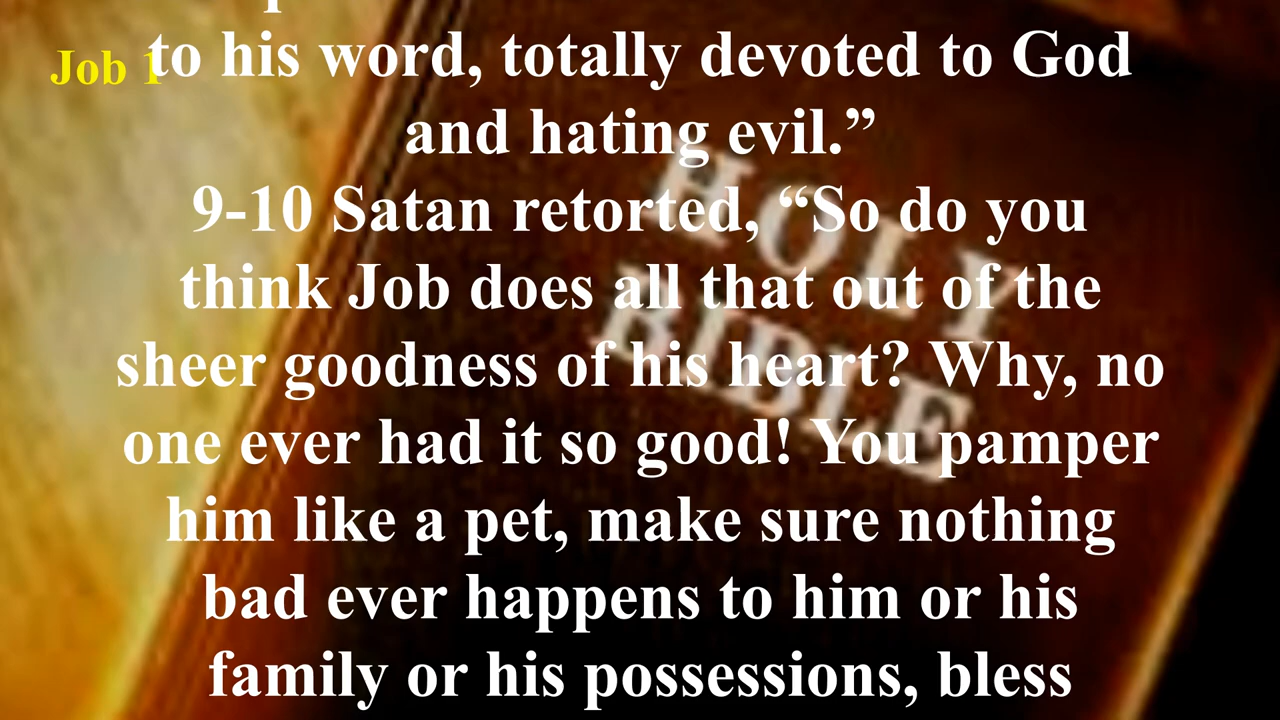 Job 1
to his word, totally devoted to God
and hating evil.”
9-10 Satan retorted, “So do you
think Job does all that out of the
sheer goodness of his heart? Why, no
one ever had it so good! You pamper
him like a pet, make sure nothing
bad ever happens to him or his
family or his possessions, bless
HOLY
BIBLE